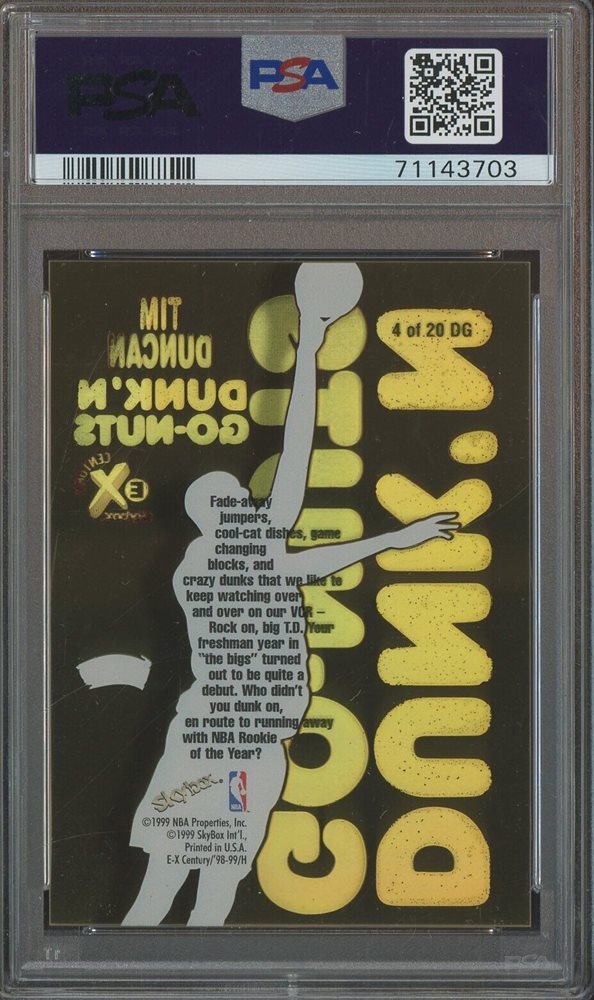 PSA
PSA
71143703
4 of 20 DG
TIM
DUNCAN
DUNK 'N
GO-NUTS
CENTURY
E X
SkyBox
GO-NUTS
DUNK 'N
Fade-away
jumpers,
cool-cat dishes, game
changing
blocks, and
crazy dunks that we like to
keep watching over
and over on our VCR –
Rock on, big T.D. Your
freshman year in
"the bigs" turned
out to be quite a
debut. Who didn't
you dunk on,
en route to running away
with NBA Rookie
of the Year?
SkyBox.
NBA
©1999 NBA Properties, Inc.
©1999 SkyBox Int'l.,
Printed in U.S.A.
E-X Century/'98-99/H